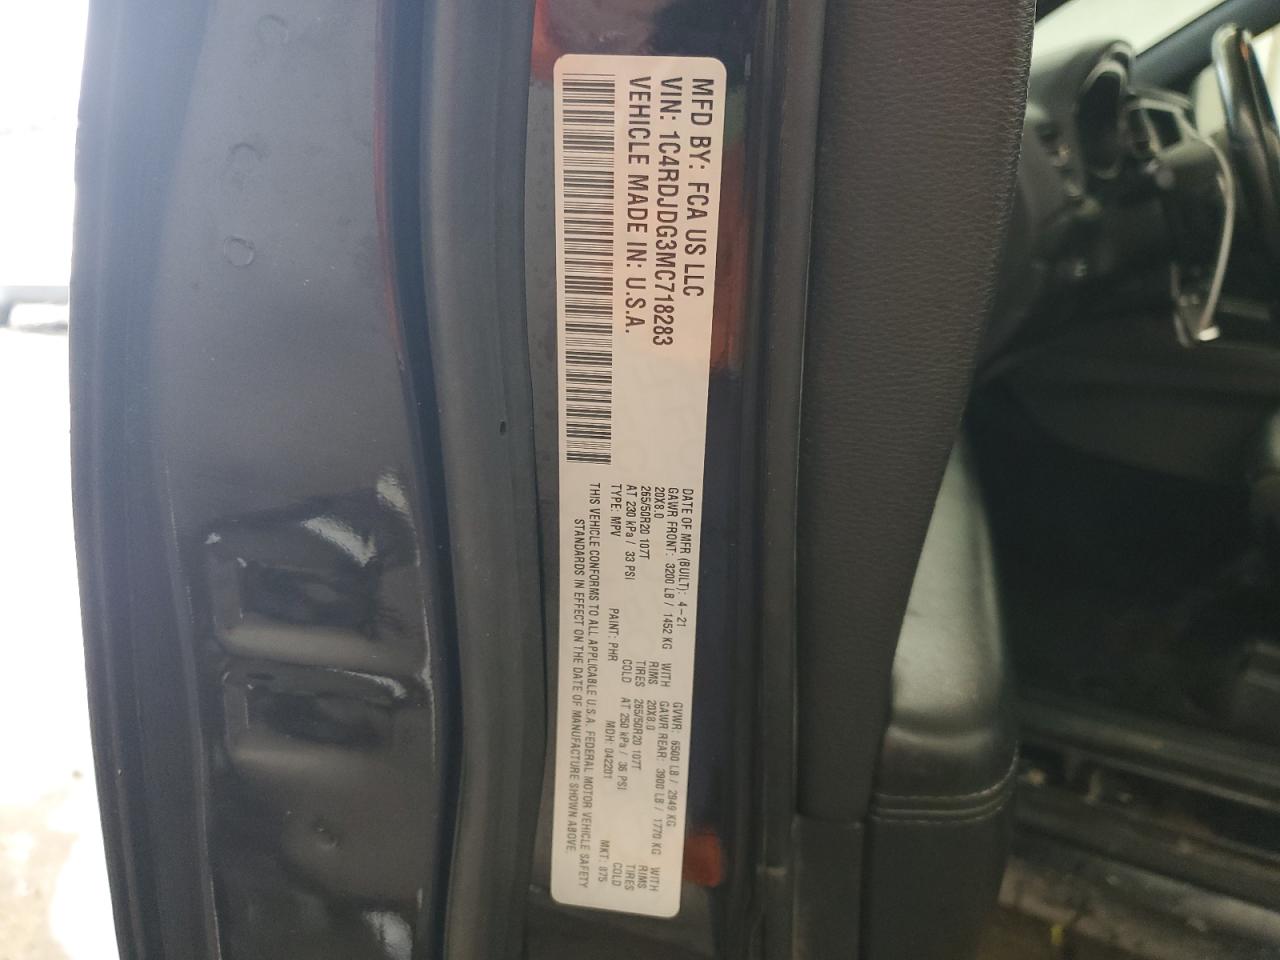 MFD BY: FCA US LLC
VIN: 1C4RDJDG3MC718283
VEHICLE MADE IN: U.S.A.
DATE OF MFR (BUILT): 4-21 GVWR: 6500 LB / 2949 KG
GAWR FRONT: 3200 LB / 1452 KG WITH GAWR REAR: 3900 LB / 1770 KG WITH
20X8.0 RIMS 20X8.0 RIMS
265/50R20 107T TIRES 265/50R20 107T TIRES
AT 230 kPa / 33 PSI COLD AT 250 kPa / 36 PSI COLD
TYPE: MPV PAINT: PHR MDH: 042201 MKT: 875
THIS VEHICLE CONFORMS TO ALL APPLICABLE U.S.A. FEDERAL MOTOR VEHICLE SAFETY
STANDARDS IN EFFECT ON THE DATE OF MANUFACTURE SHOWN ABOVE.